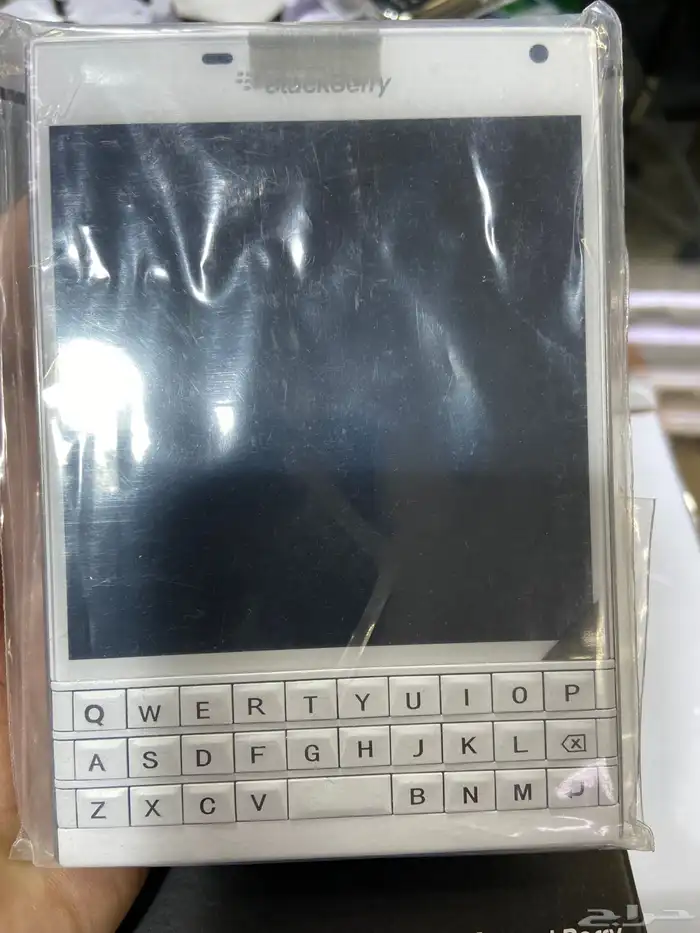 BlackBerry
Q W E R T Y U I O P
A S D F G H J K L
Z X C V B N M
حراج